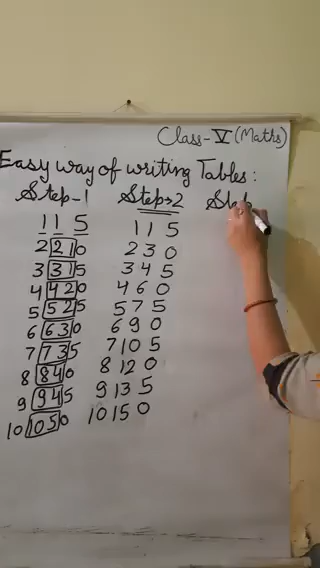 Class-V (Maths)
Easy way of writing Tables:
Step-1 Step-2 Ste
1 1 5 1 1 5
2 2 1 0 2 3 0
3 3 1 5 3 4 5
4 4 2 0 4 6 0
5 5 2 5 5 7 5
6 6 3 0 6 9 0
7 7 3 5 7 10 5
8 8 4 0 8 12 0
9 9 4 5 9 13 5
10 10 5 0 10 15 0